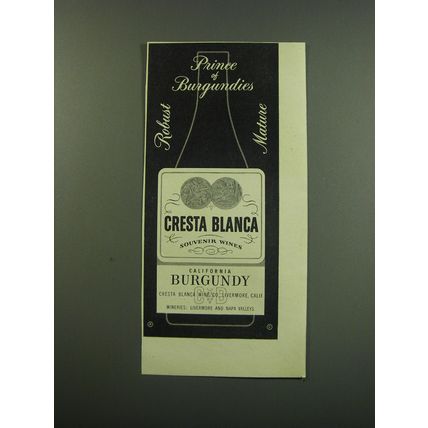 Prince
of
Burgundies
Robust
Mature
CRESTA BLANCA
SOUVENIR WINES
CALIFORNIA
BURGUNDY
CRESTA BLANCA WINE CO. LIVERMORE, CALIF.
WINERIES: LIVERMORE AND NAPA VALLEYS